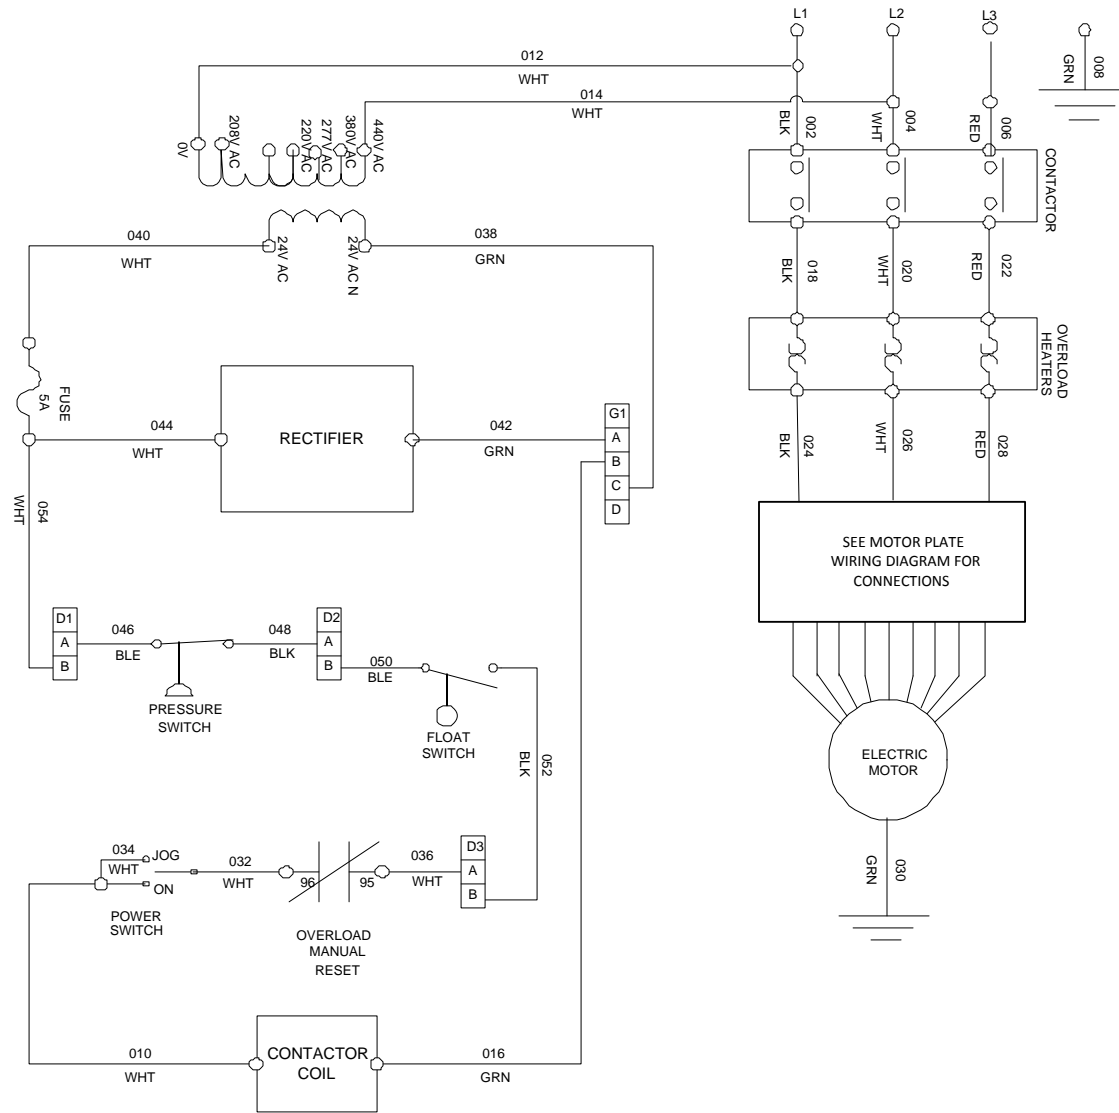 L1
L2
L3
012
WHT
014
WHT
008
GRN
0V
208V AC
220V AC
277V AC
380V AC
440V AC
BLK
002
WHT
004
RED
006
CONTACTOR
040
WHT
24V AC
24V AC N
038
GRN
BLK
018
WHT
020
RED
022
OVERLOAD
HEATERS
FUSE
5A
044
WHT
RECTIFIER
042
GRN
G1
A
B
C
D
BLK
024
WHT
026
RED
028
WHT
054
SEE MOTOR PLATE
WIRING DIAGRAM FOR
CONNECTIONS
D1
A
B
046
BLE
048
BLK
D2
A
B
050
BLE
PRESSURE
SWITCH
FLOAT
SWITCH
BLK
052
ELECTRIC
MOTOR
034
WHT
JOG
ON
032
WHT
96
95
036
WHT
D3
A
B
GRN
030
POWER
SWITCH
OVERLOAD
MANUAL
RESET
010
WHT
CONTACTOR
COIL
016
GRN